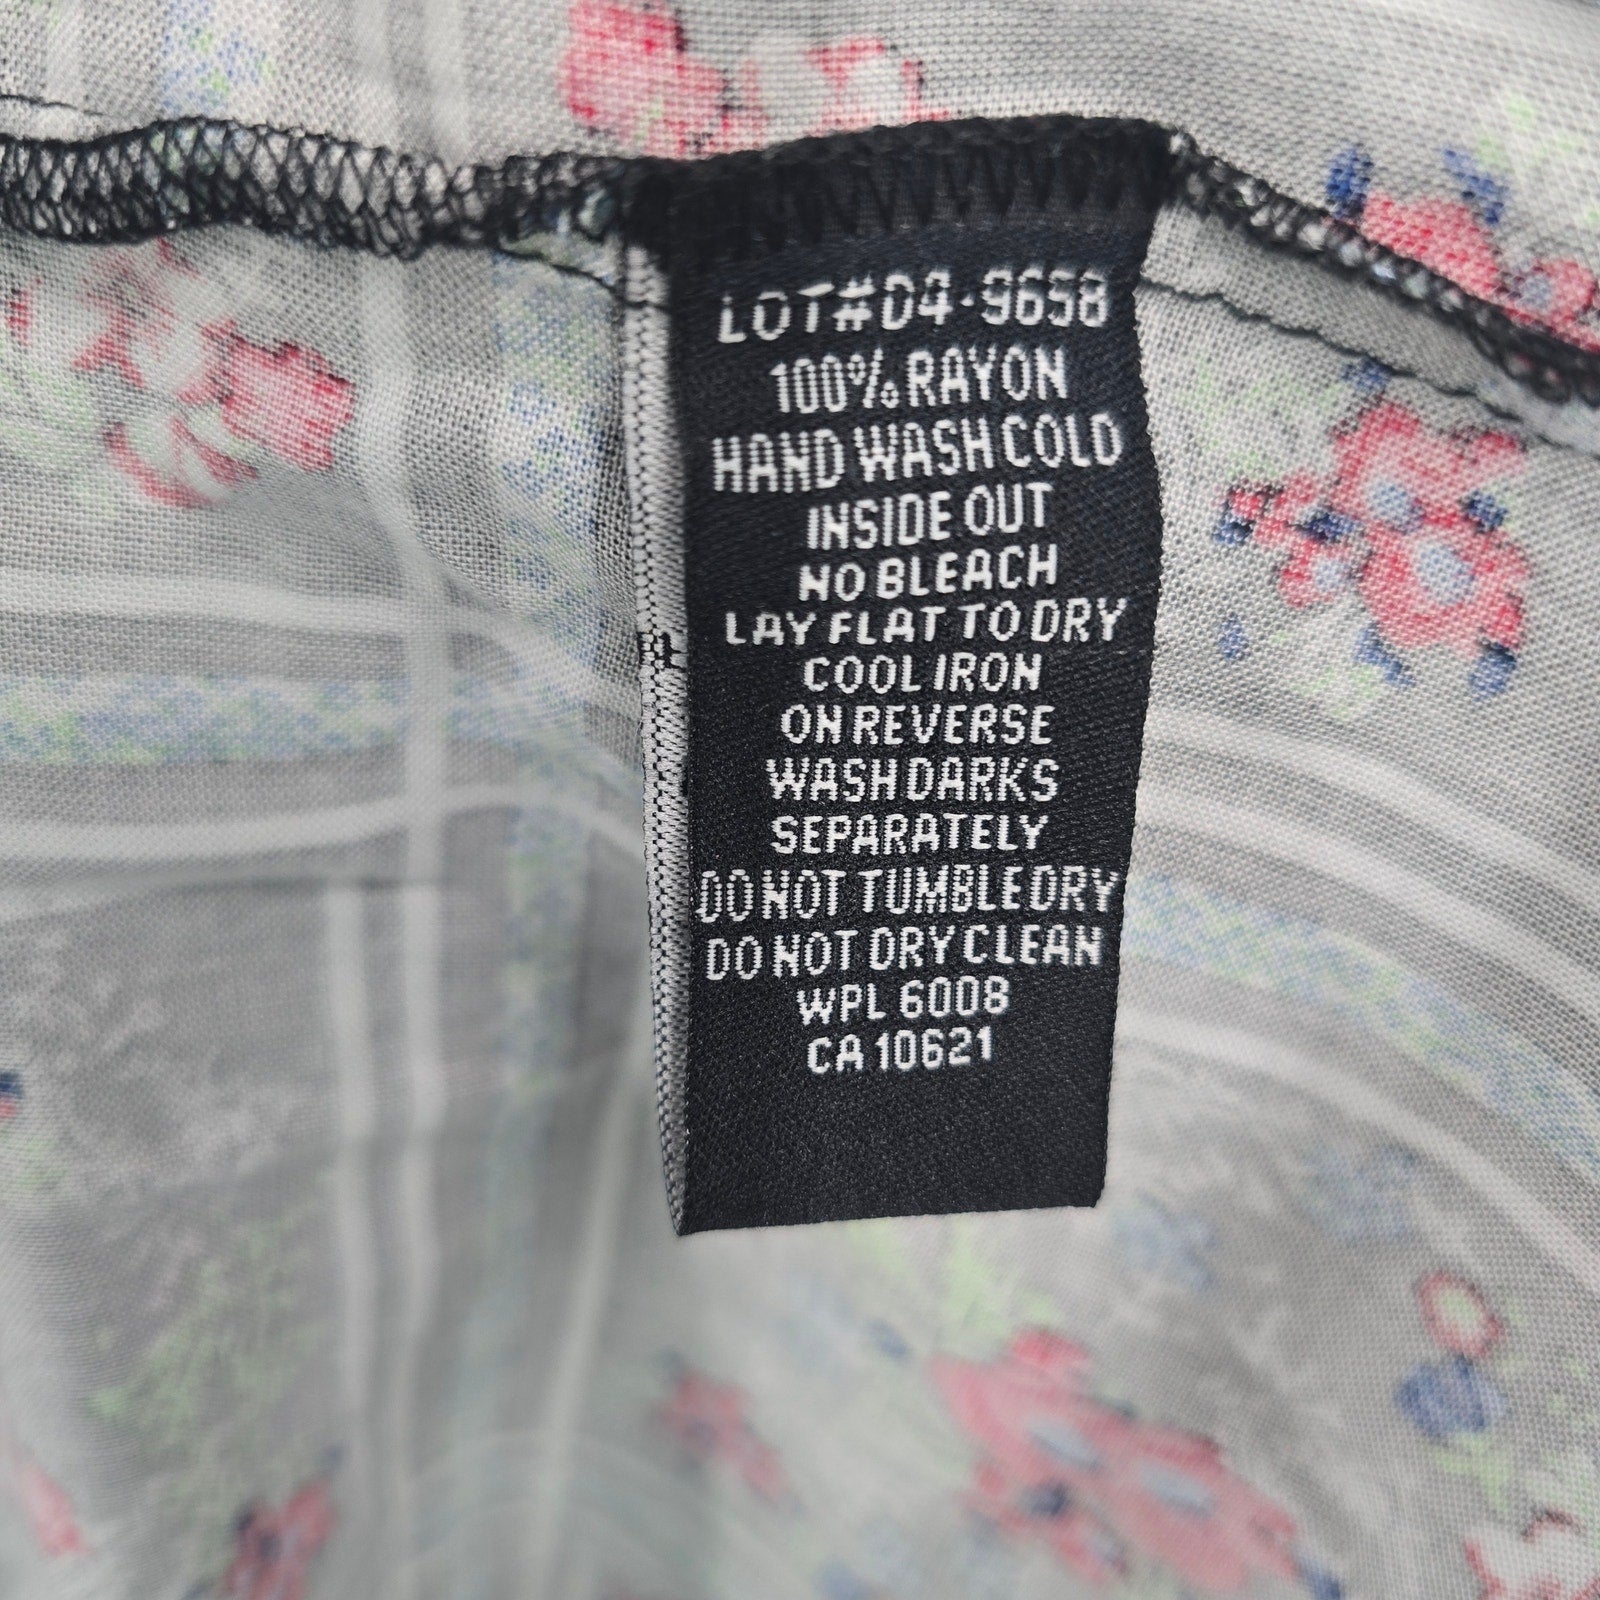 LOT#D4-9658
100% RAYON
HAND WASH COLD
INSIDE OUT
NO BLEACH
LAY FLAT TO DRY
COOL IRON
ON REVERSE
WASH DARKS
SEPARATELY
DO NOT TUMBLE DRY
DO NOT DRY CLEAN
WPL 6008
CA 10621